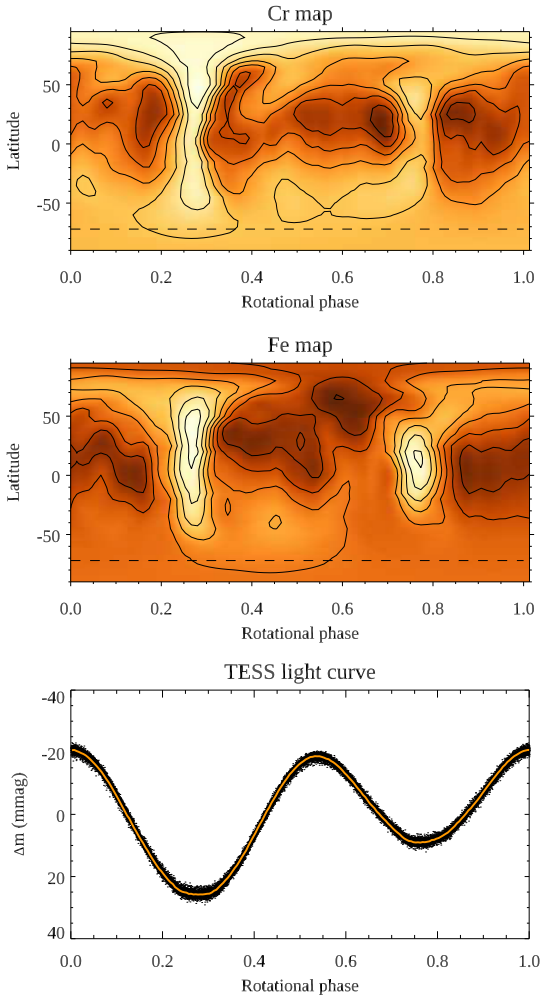 Cr map
50
0
-50
Latitude
0.0 0.2 0.4 0.6 0.8 1.0
Rotational phase
Fe map
50
0
-50
Latitude
0.0 0.2 0.4 0.6 0.8 1.0
Rotational phase
TESS light curve
-40
-20
0
20
40
Δm (mmag)
0.0 0.2 0.4 0.6 0.8 1.0
Rotational phase